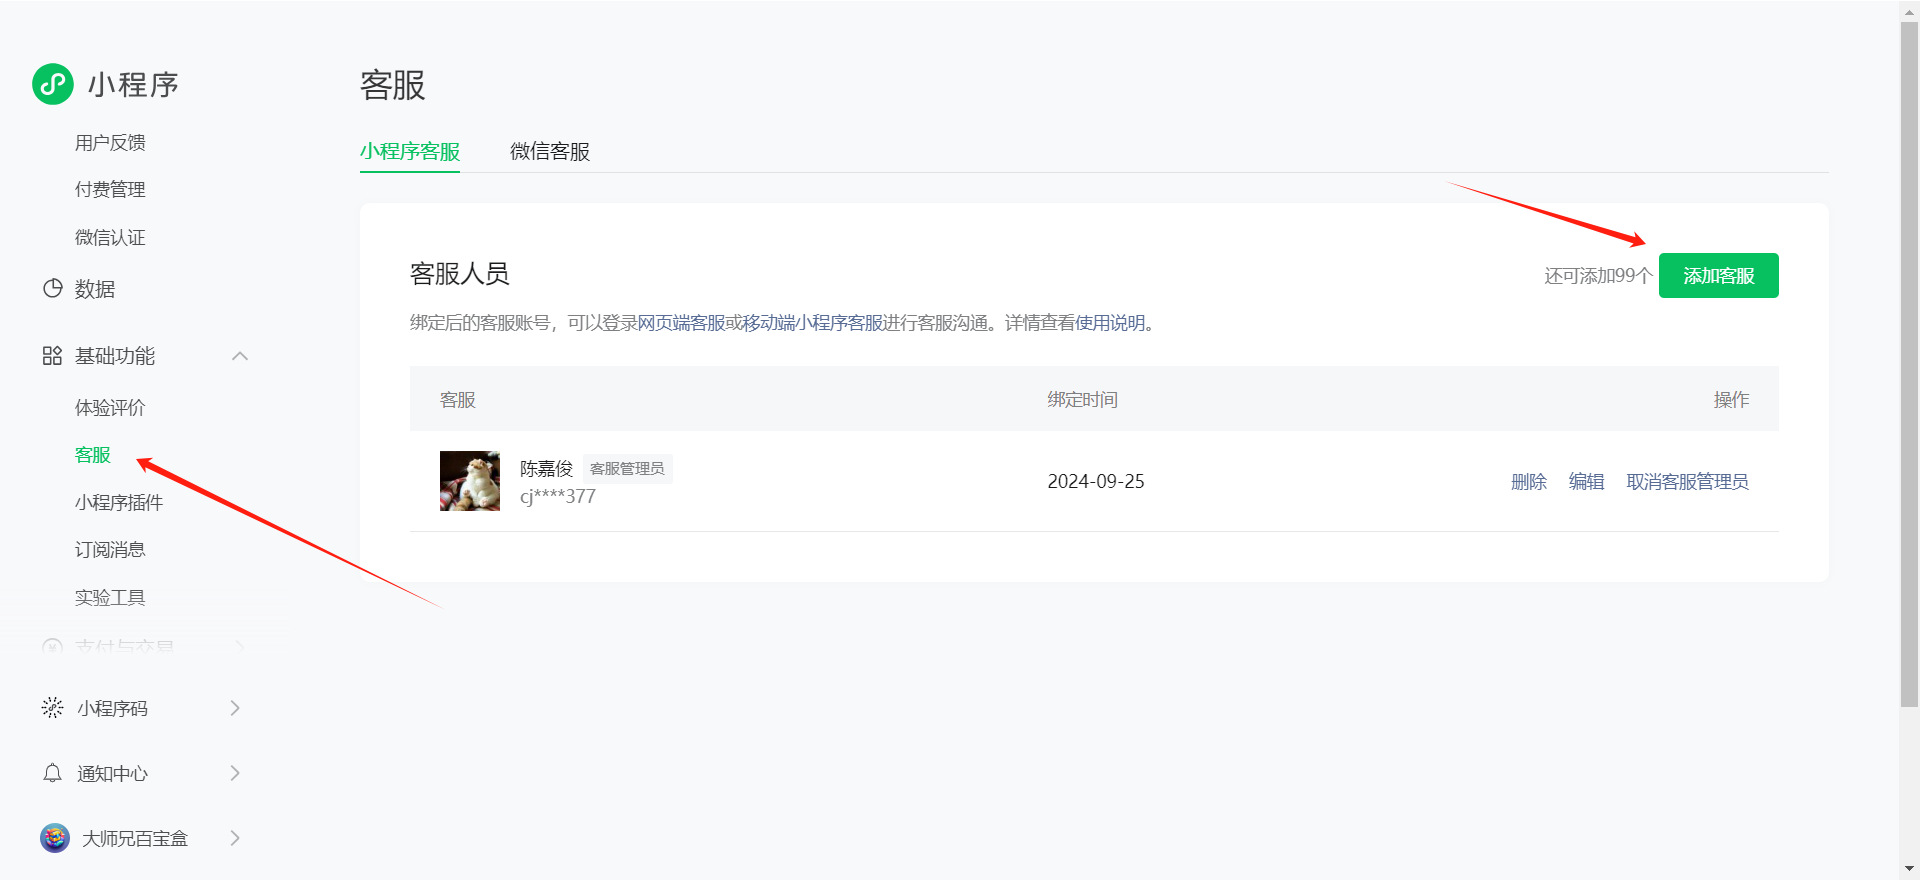 小程序
用户反馈
付费管理
微信认证
数据
基础功能
体验评价
客服
小程序插件
订阅消息
实验工具
支付与交易
小程序码
通知中心
大师兄百宝盒
客服
小程序客服 微信客服
客服人员
还可添加99个 添加客服
绑定后的客服账号，可以登录网页端客服或移动端小程序客服进行客服沟通。详情查看使用说明。
客服 绑定时间 操作
陈嘉俊 客服管理员
cj****377
2024-09-25
删除 编辑 取消客服管理员